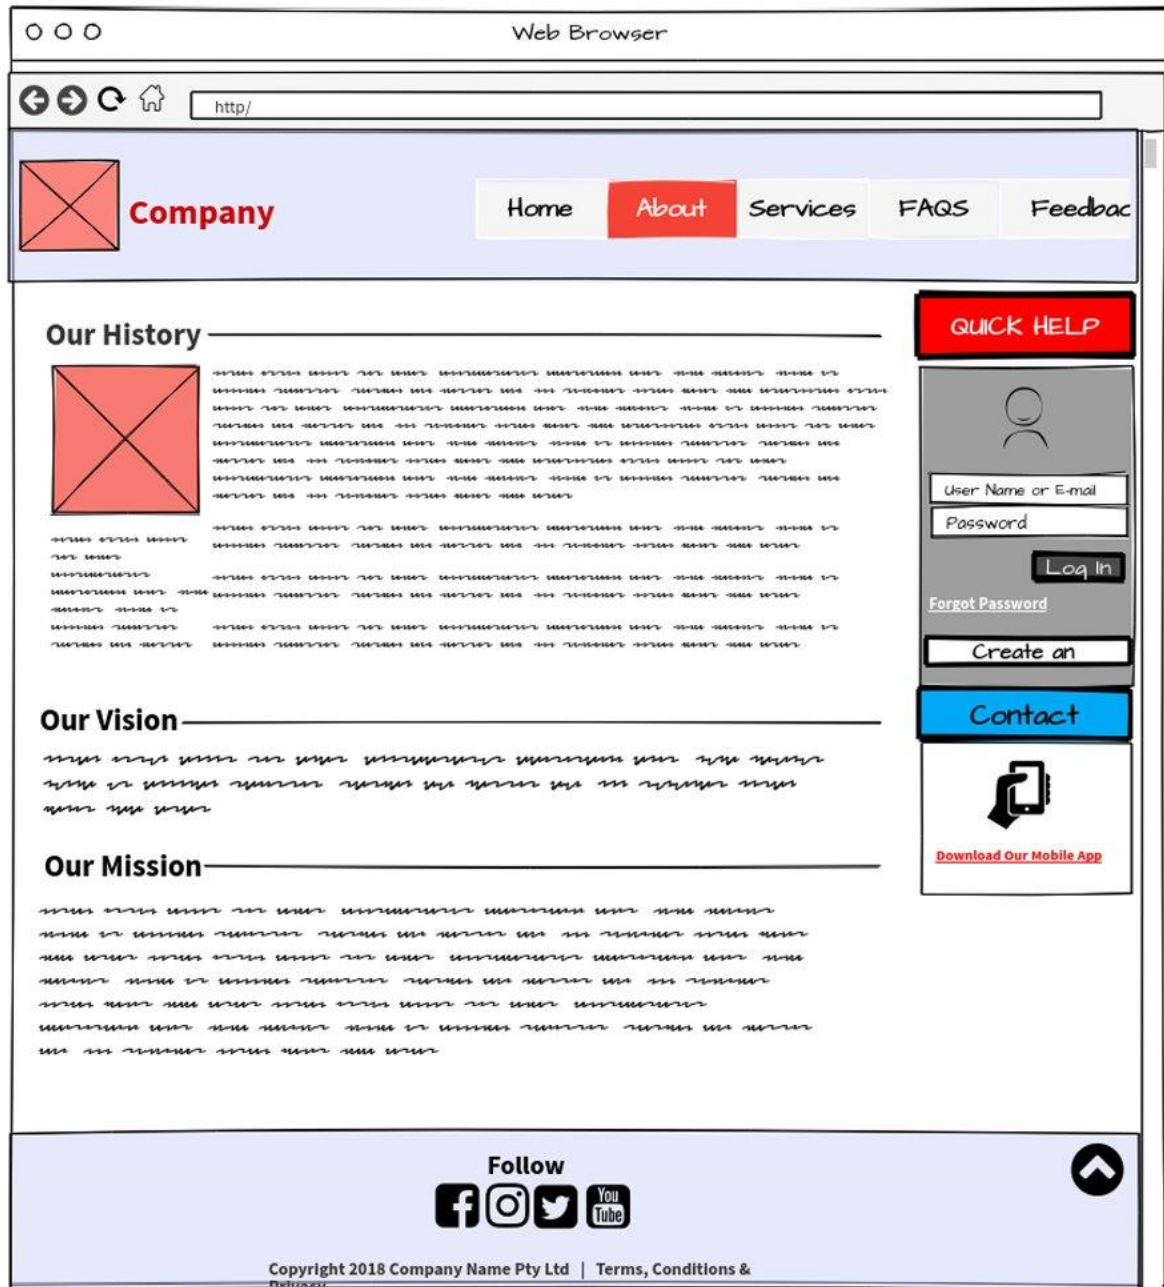 Web Browser
http/
Company
Home
About
Services
FAQS
Feedbac
Our History
QUICK HELP
User Name or E-mail
Password
Log In
Forgot Password
Create an
Our Vision
Contact
Download Our Mobile App
Our Mission
Follow
You
Tube
Copyright 2018 Company Name Pty Ltd | Terms, Conditions &
Privacy